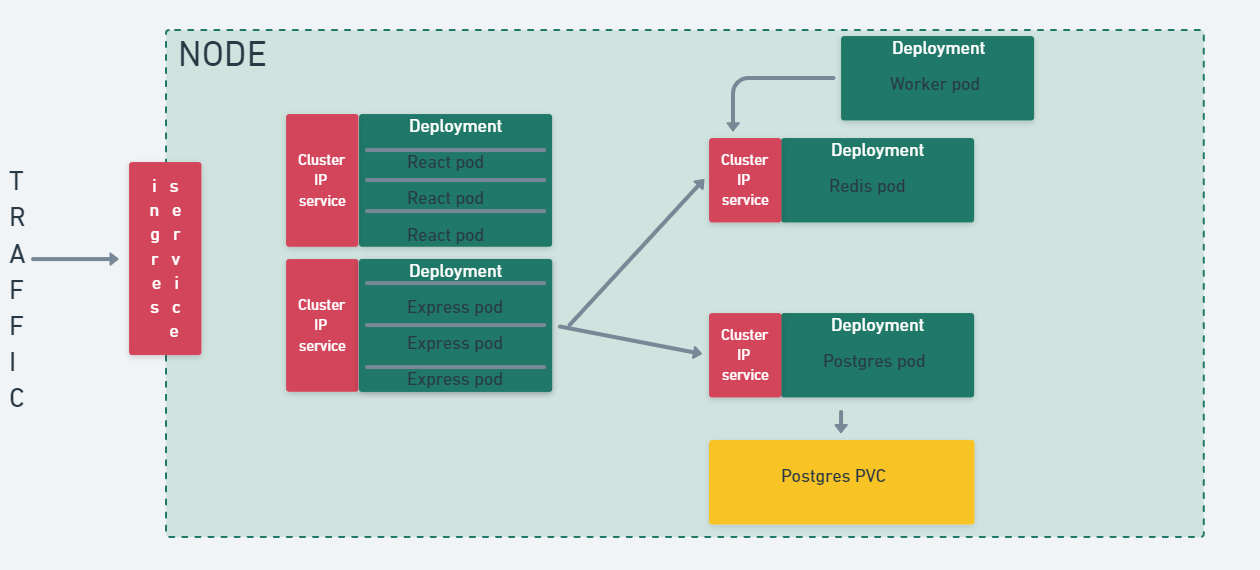 NODE
TRAFFIC
ingres
service
Cluster
IP
service
Deployment
React pod
React pod
React pod
Cluster
IP
service
Deployment
Express pod
Express pod
Express pod
Deployment
Worker pod
Cluster
IP
service
Deployment
Redis pod
Cluster
IP
service
Deployment
Postgres pod
Postgres PVC